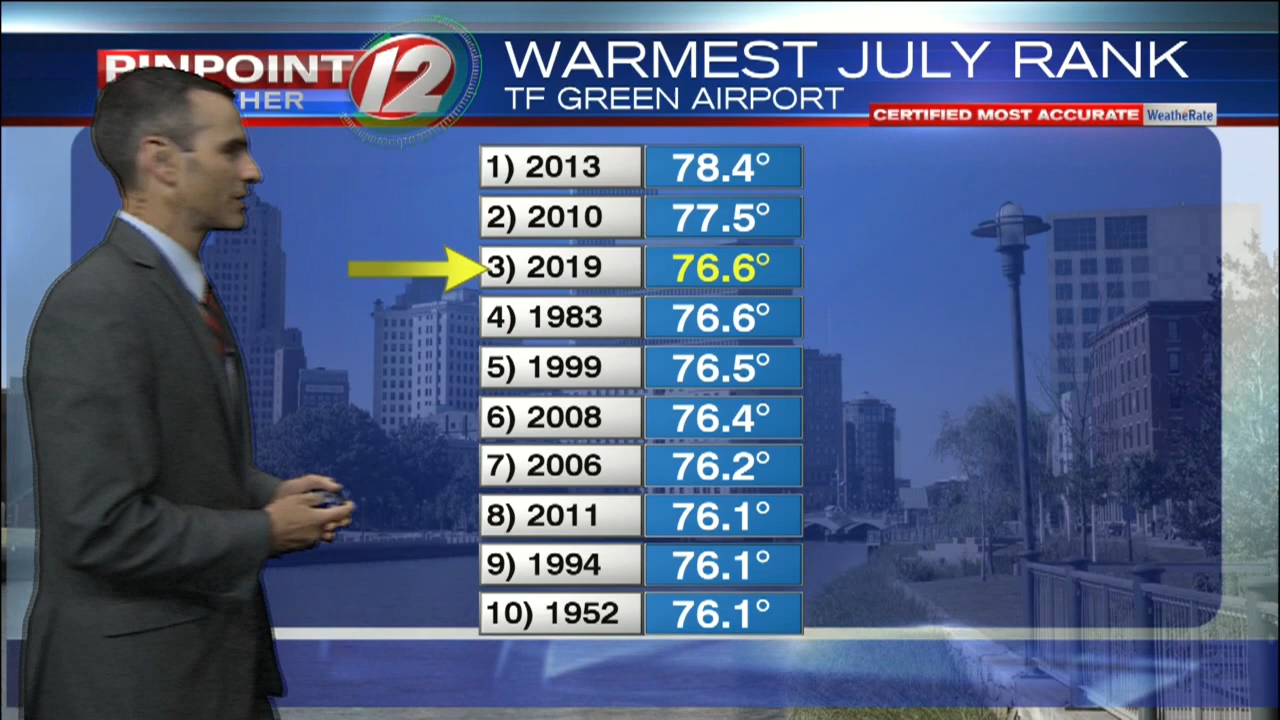 PINPOINT 12
WARMEST JULY RANK
TF GREEN AIRPORT
CERTIFIED MOST ACCURATE WeatheRate
1) 2013 78.4°
2) 2010 77.5°
3) 2019 76.6°
4) 1983 76.6°
5) 1999 76.5°
6) 2008 76.4°
7) 2006 76.2°
8) 2011 76.1°
9) 1994 76.1°
10) 1952 76.1°